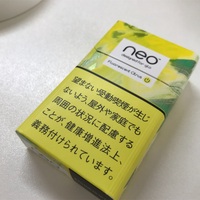 neo
望まない受動喫煙が生じ
ないよう、屋外や家庭でも
周囲の状況に配慮する
ことが、健康増進法上、
義務付けられています。